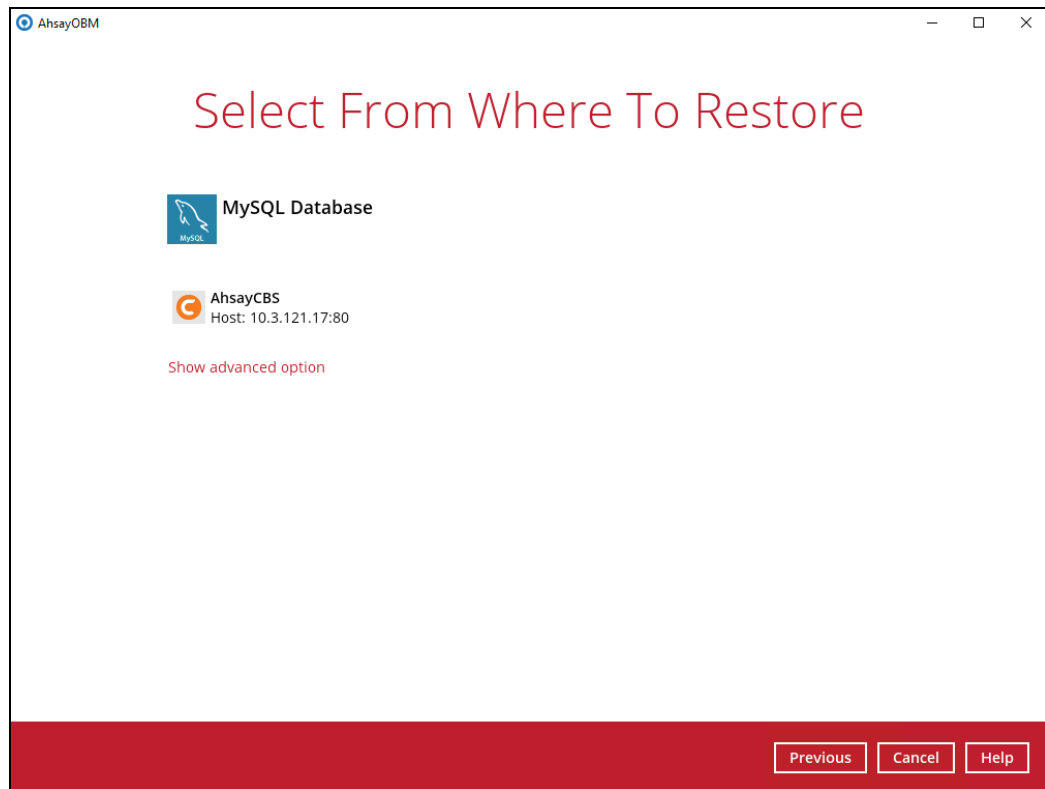 AhsayOBM
Select From Where To Restore
MySQL Database
MySQL
AhsayCBS
Host: 10.3.121.17:80
Show advanced option
Previous Cancel Help